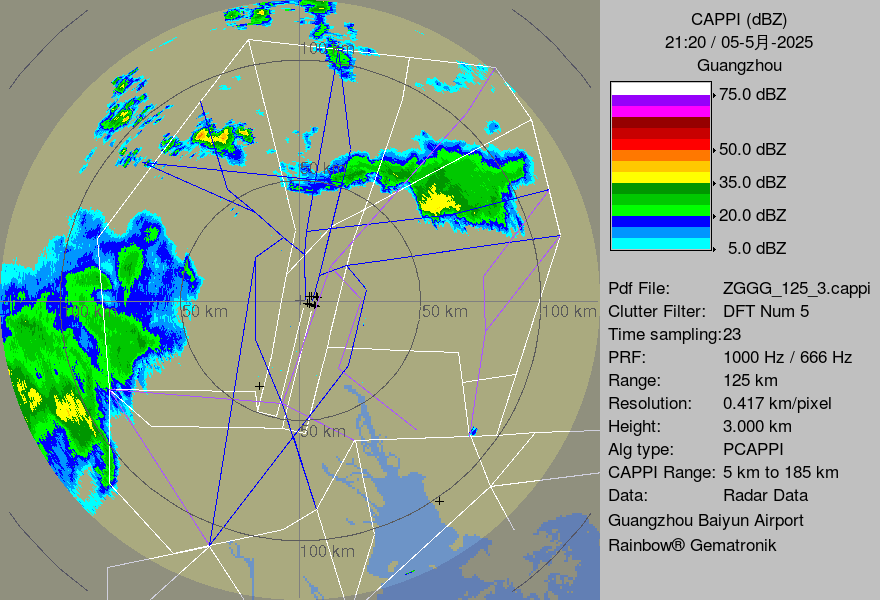 CAPPI (dBZ)
21:20 / 05-5月-2025
Guangzhou
75.0 dBZ
50.0 dBZ
35.0 dBZ
20.0 dBZ
5.0 dBZ
Pdf File: ZGGG_125_3.cappi
Clutter Filter: DFT Num 5
Time sampling:23
PRF: 1000 Hz / 666 Hz
Range: 125 km
Resolution: 0.417 km/pixel
Height: 3.000 km
Alg type: PCAPPI
CAPPI Range: 5 km to 185 km
Data: Radar Data
Guangzhou Baiyun Airport
Rainbow® Gematronik
100 km
50 km
100 km
50 km
50 km
100 km
50 km
100 km